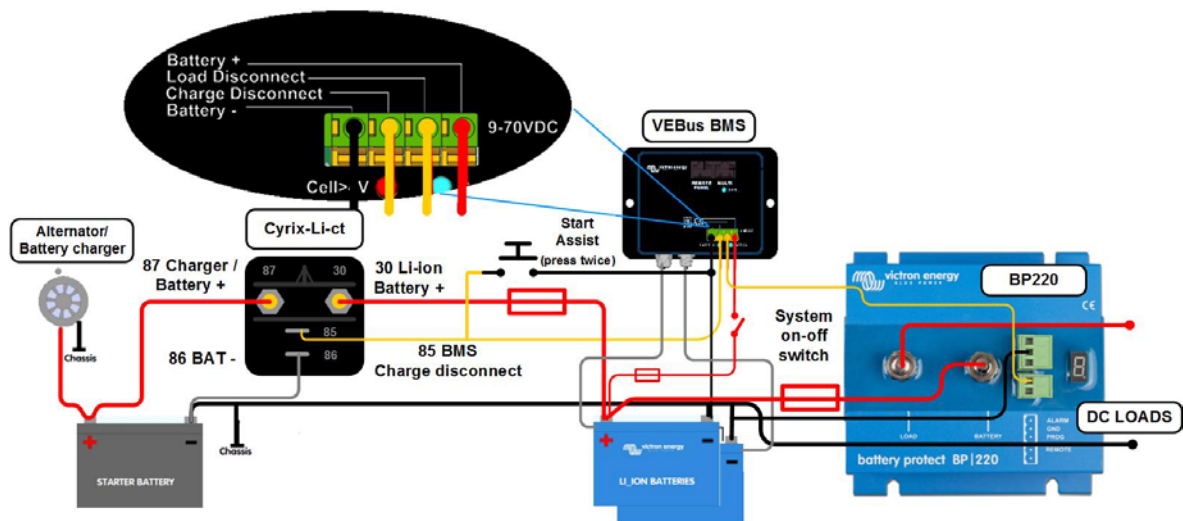 Battery +
Load Disconnect
Charge Disconnect
Battery -
9-70VDC
Cell> V
VEBus BMS
Alternator/
Battery charger
Cyrix-Li-ct
Start
Assist
(press twice)
87 Charger /
Battery +
87
30
30 Li-ion
Battery +
85
86
Chassis
86 BAT -
85 BMS
Charge disconnect
System
on-off
switch
victron energy
BLUE POWER
BP220
CE
Chassis
STARTER BATTERY
victron energy
LI_ION BATTERIES
LOAD
BATTERY
ALARM
GND
PROG
REMOTE
battery protect BP|220
DC LOADS